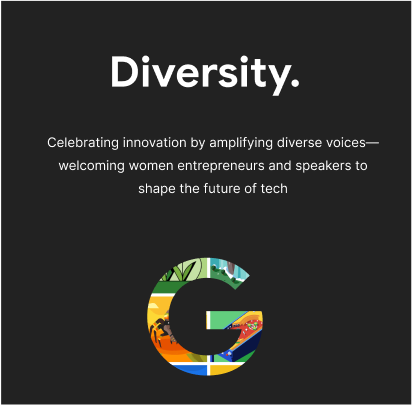 Diversity.
Celebrating innovation by amplifying diverse voices—
welcoming women entrepreneurs and speakers to
shape the future of tech
G